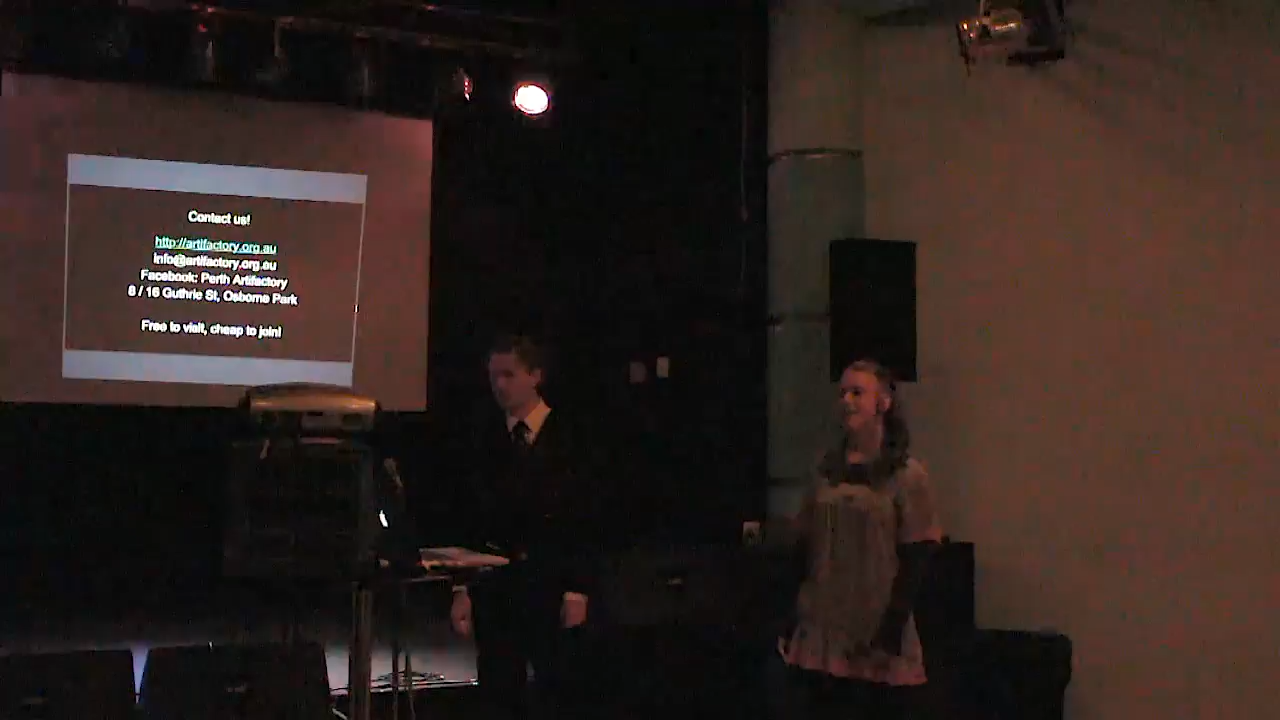 Contact us!
http://artifactory.org.au
info@artifactory.org.au
Facebook: Perth Artifactory
8 / 16 Guthrie St, Osborne Park
Free to visit, cheap to join!